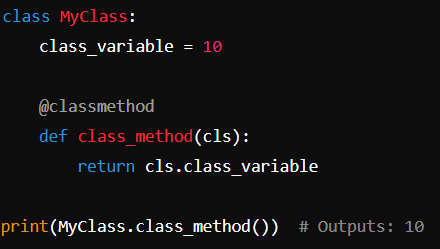 class MyClass:
    class_variable = 10

    @classmethod
    def class_method(cls):
        return cls.class_variable

print(MyClass.class_method())  # Outputs: 10